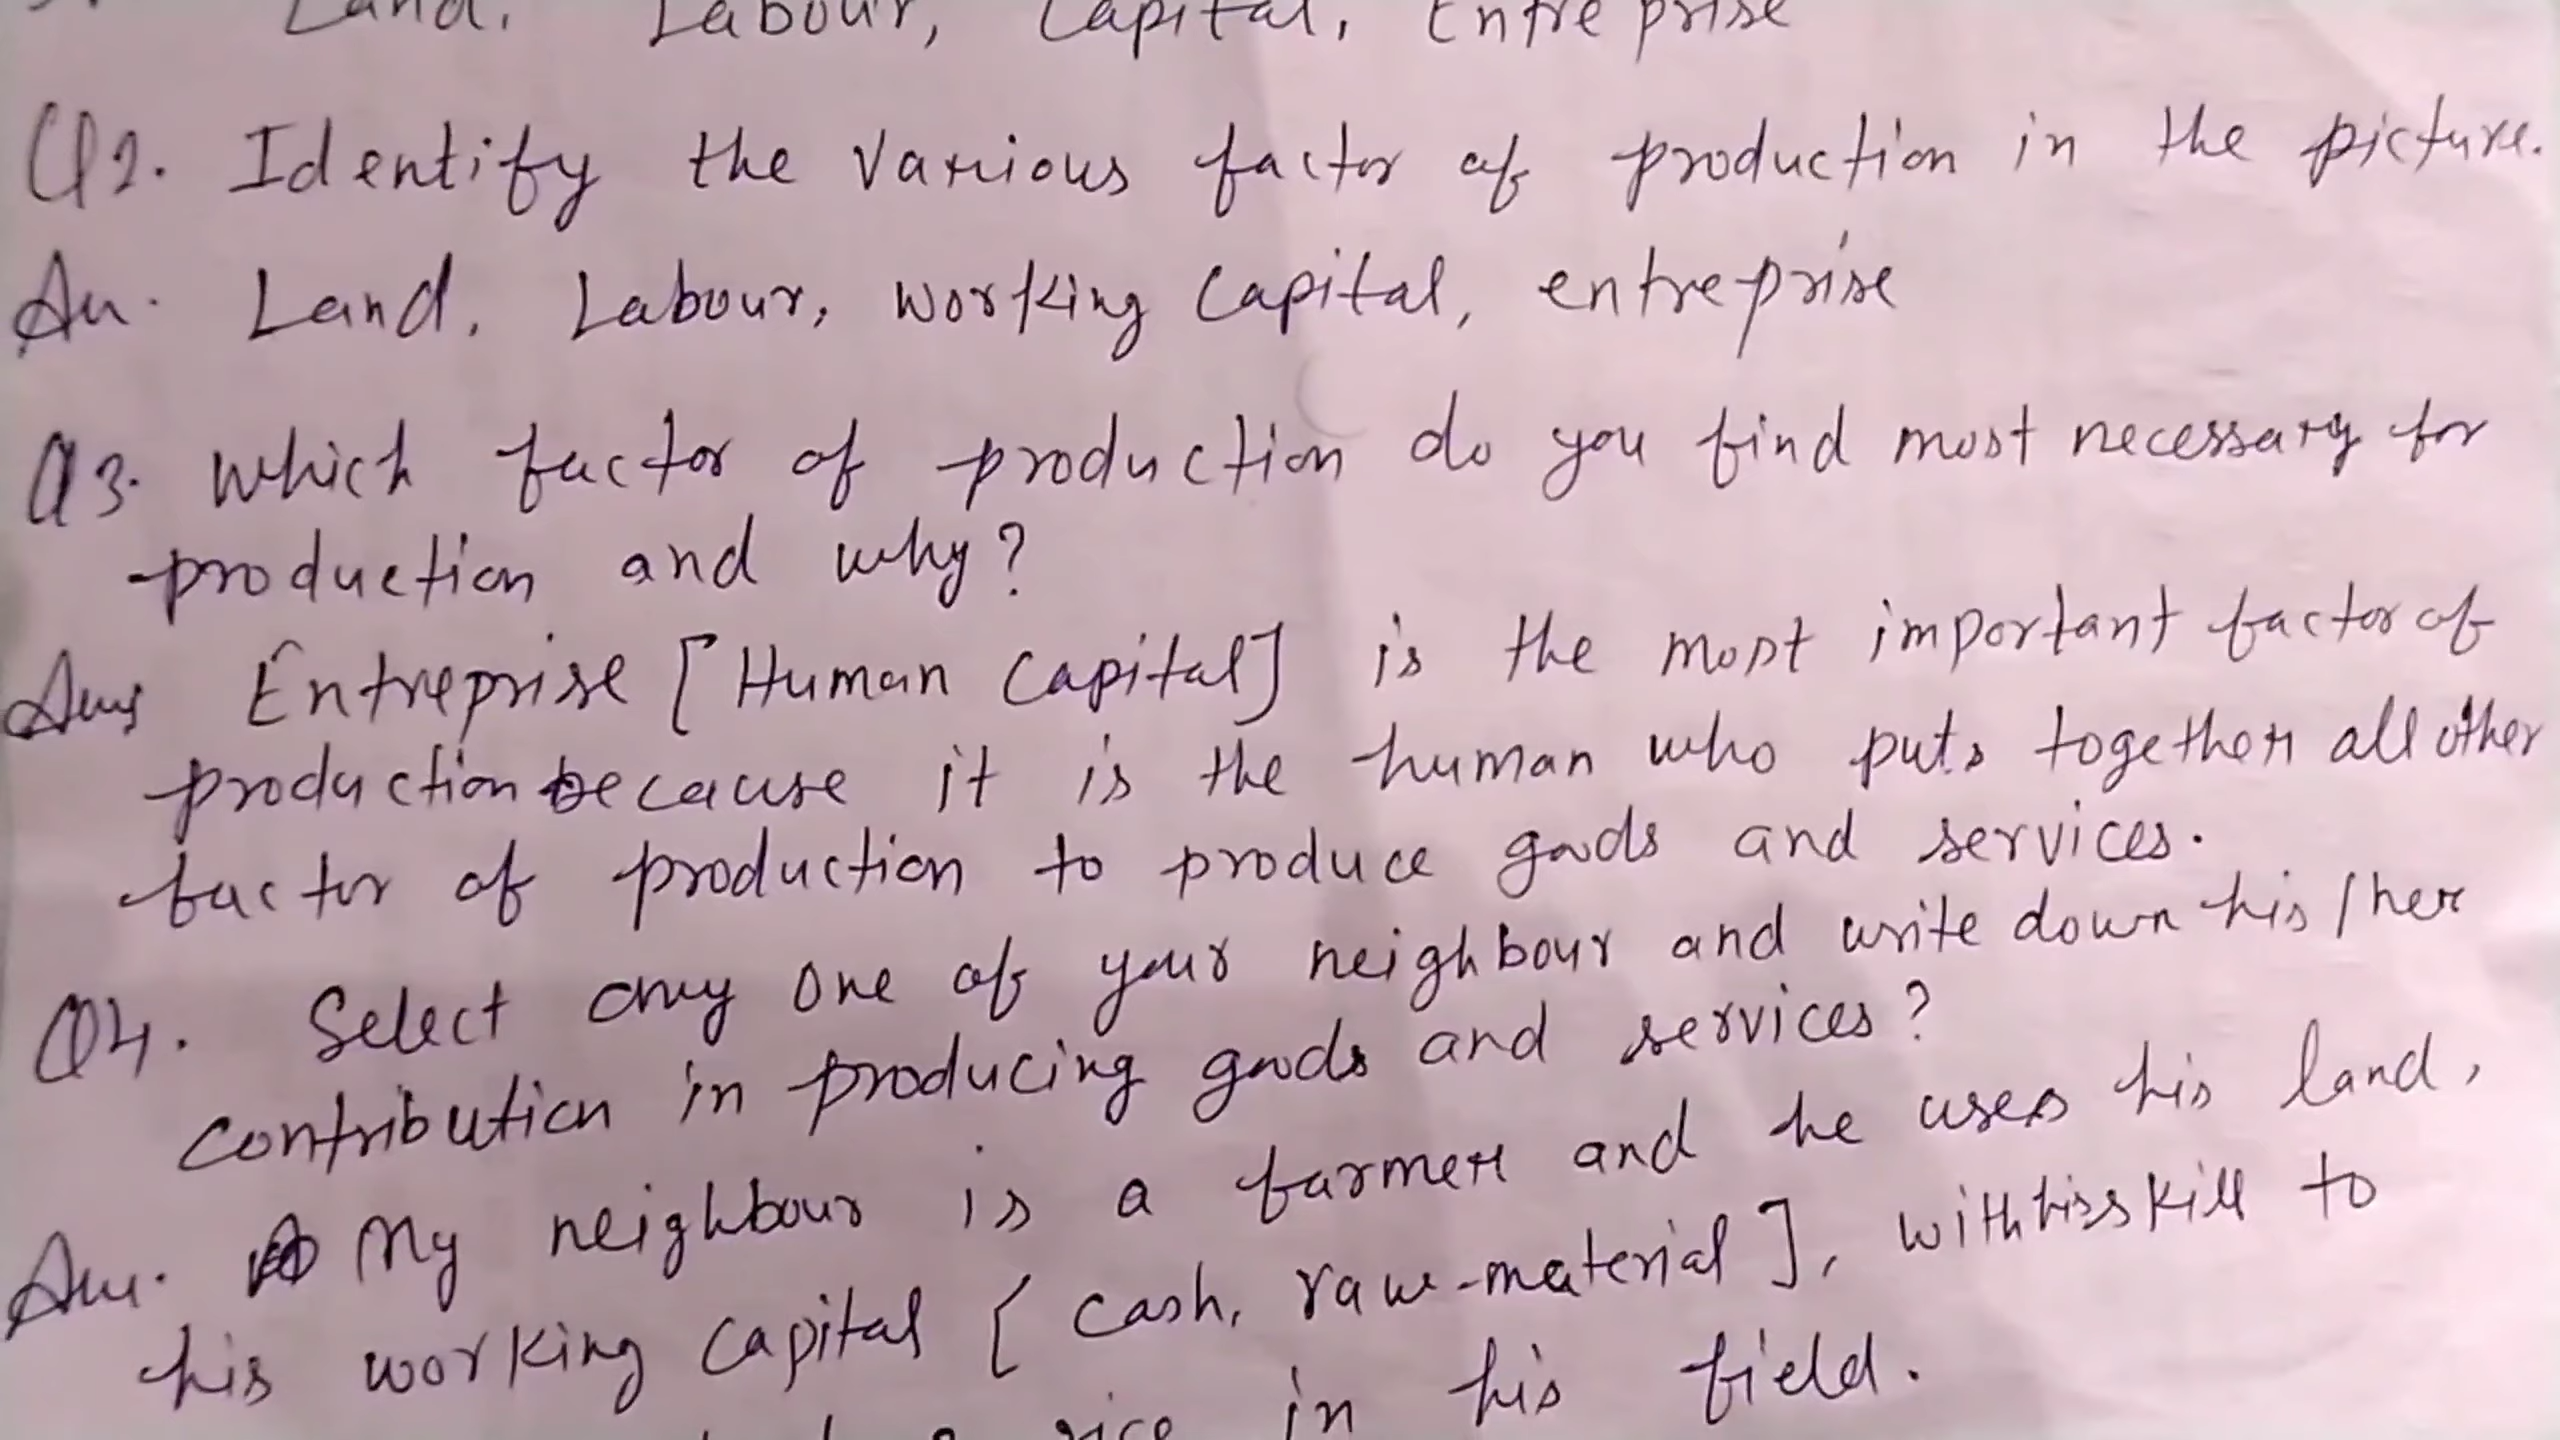 Land, Labour, Capital, Entreprise
Q2. Identify the various factor of production in the picture.
An. Land, Labour, Working Capital, entreprise
Q3. Which factor of production do you find most necessary for
production and why?
Ans Entreprise [Human Capital] is the most important factor of
production because it is the human who puts together all other
factor of production to produce goods and services.
Q4. Select any one of your neighbour and write down his/her
contribution in producing goods and services?
Ans. My neighbour is a farmer and he uses his land,
his working capital [cash, raw-material], with his skill to
rice in his field.